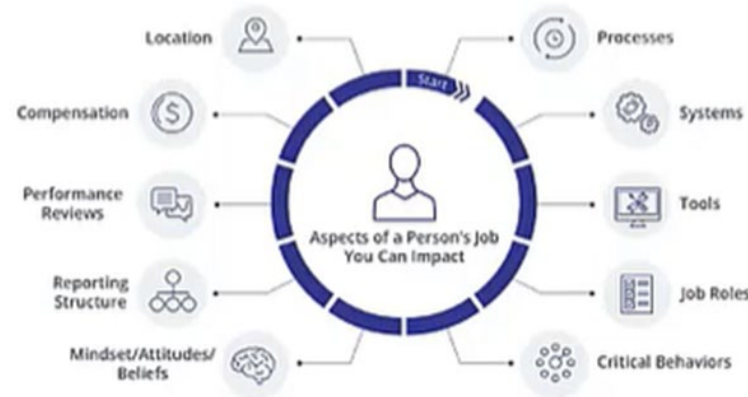 Start
Processes
Systems
Tools
Job Roles
Critical Behaviors
Mindset/Attitudes/
Beliefs
Reporting
Structure
Performance
Reviews
Compensation
Location
Aspects of a Person's Job
You Can Impact